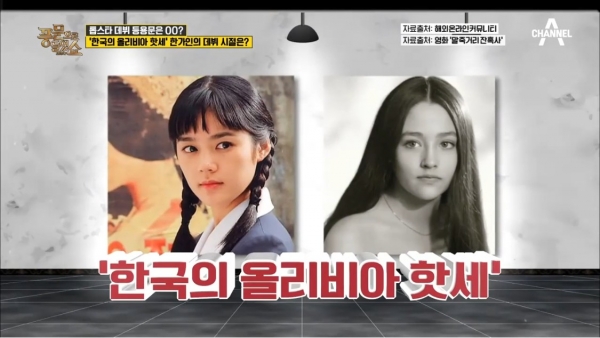 풍문쇼
톱스타 데뷔 등용문은 OO?
'한국의 올리비아 핫세' 한가인의 데뷔 시절은?
자료출처: 해외온라인커뮤니티
자료출처: 영화 '말죽거리 잔혹사'
CHANNEL A
'한국의 올리비아 핫세'